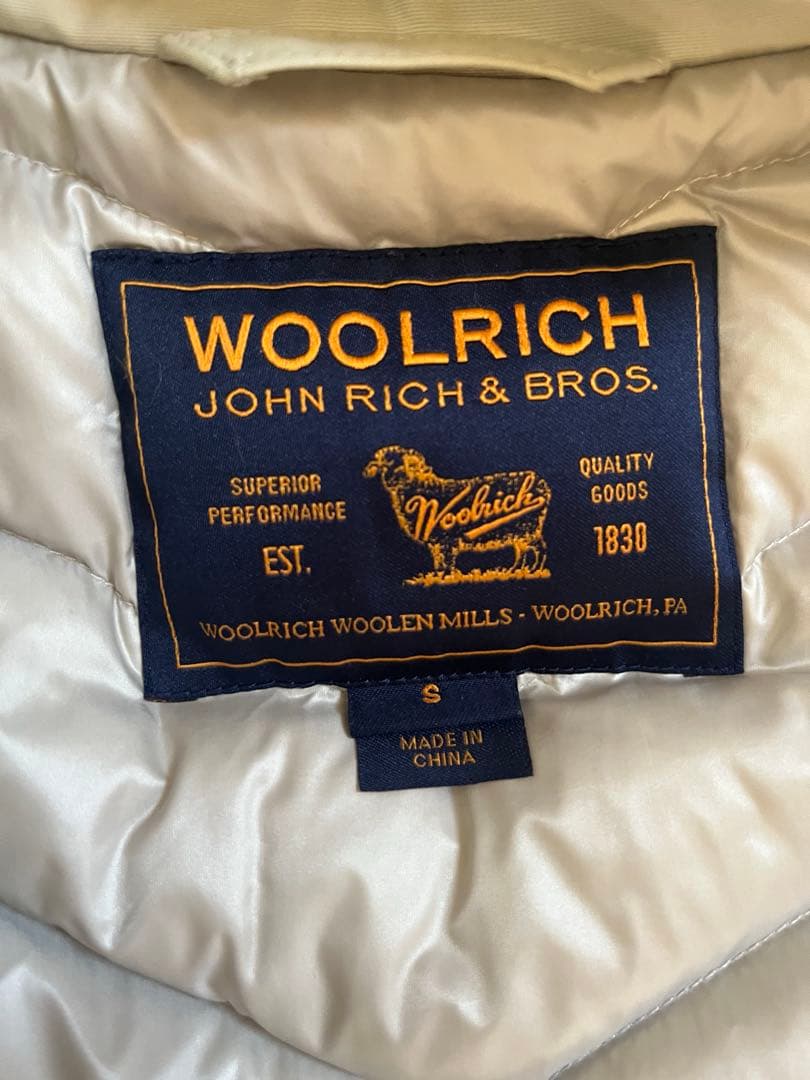 WOOLRICH
JOHN RICH & BROS.
SUPERIOR
PERFORMANCE
EST.
Woolrich
QUALITY
GOODS
1830
WOOLRICH WOOLEN MILLS - WOOLRICH, PA
S
MADE IN
CHINA